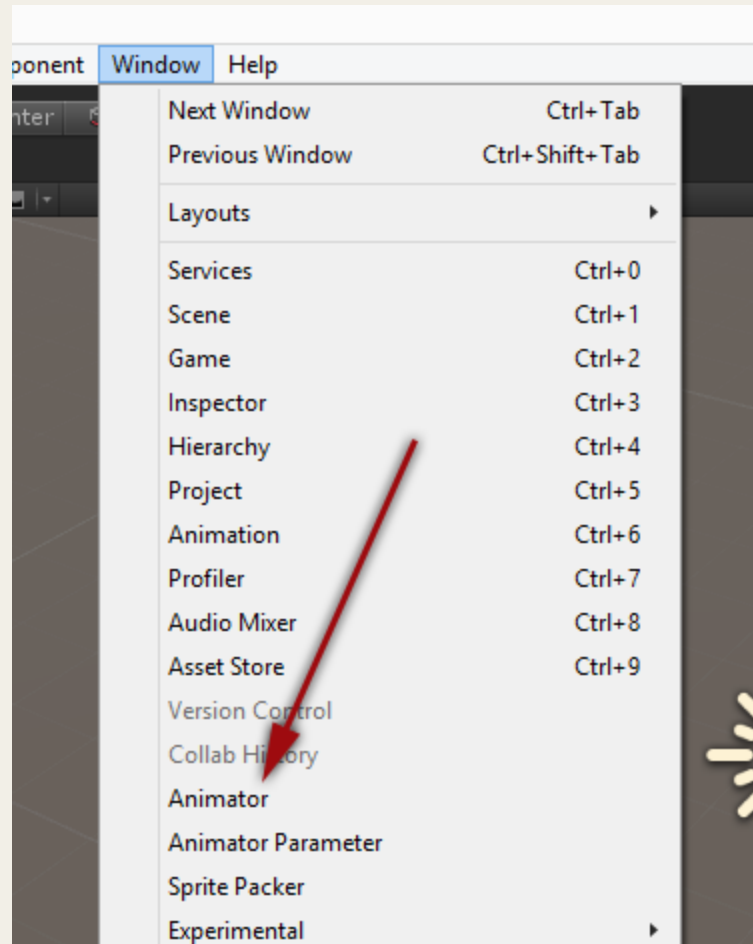 ponent Window Help
nter
Next Window Ctrl+Tab
Previous Window Ctrl+Shift+Tab
Layouts
Services Ctrl+0
Scene Ctrl+1
Game Ctrl+2
Inspector Ctrl+3
Hierarchy Ctrl+4
Project Ctrl+5
Animation Ctrl+6
Profiler Ctrl+7
Audio Mixer Ctrl+8
Asset Store Ctrl+9
Version Control
Collab History
Animator
Animator Parameter
Sprite Packer
Experimental